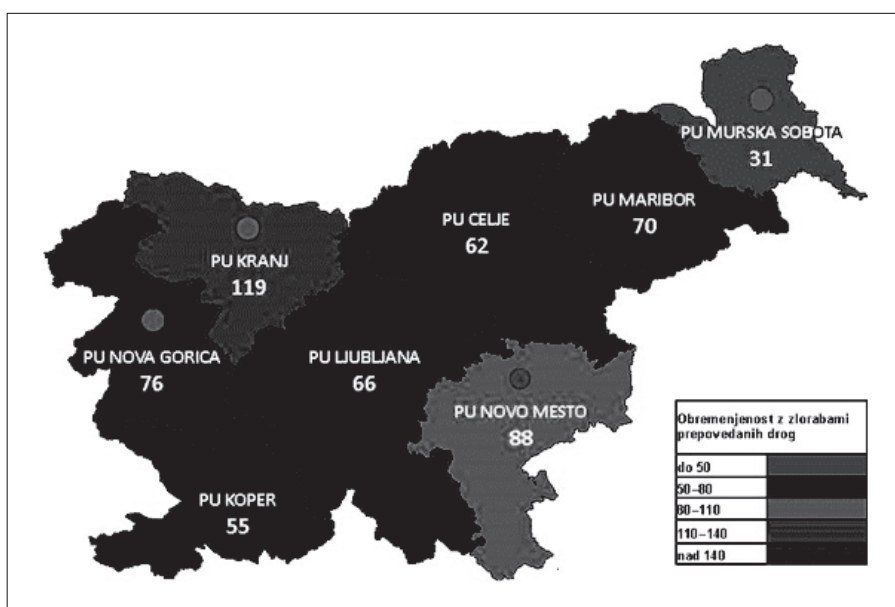 PU MURSKA SOBOTA
31
PU MARIBOR
70
PU CELJE
62
PU KRANJ
119
PU NOVA GORICA
76
PU LJUBLJANA
66
PU NOVO MESTO
88
PU KOPER
55
Obremenjenost z zlorabami
prepovedanih drog
do 50
50–80
80–110
110–140
nad 140